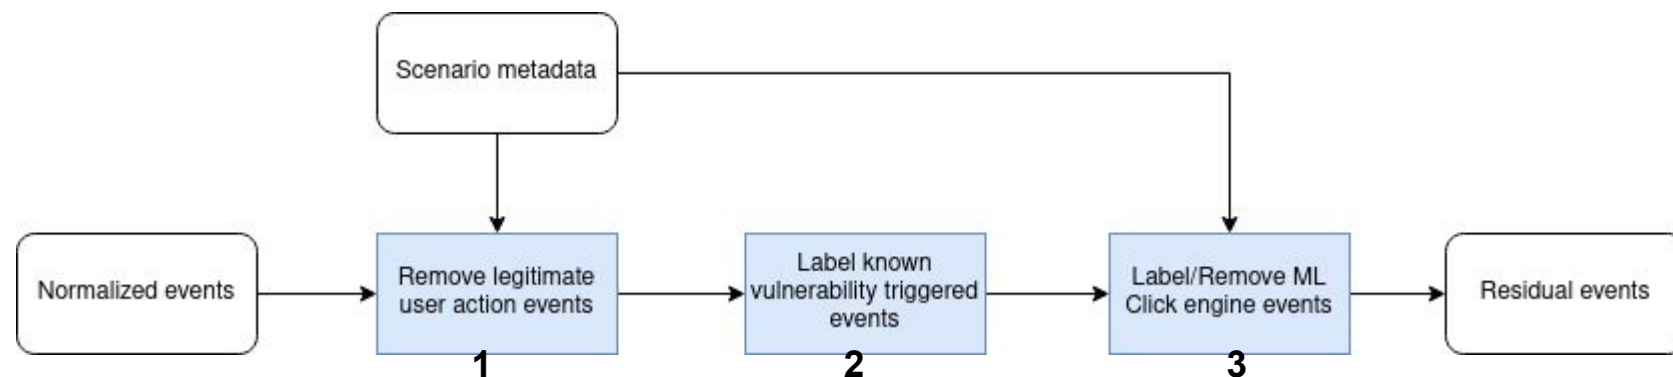 Scenario metadata
Normalized events
Remove legitimate
user action events
Label known
vulnerability triggered
events
Label/Remove ML
Click engine events
Residual events
1
2
3